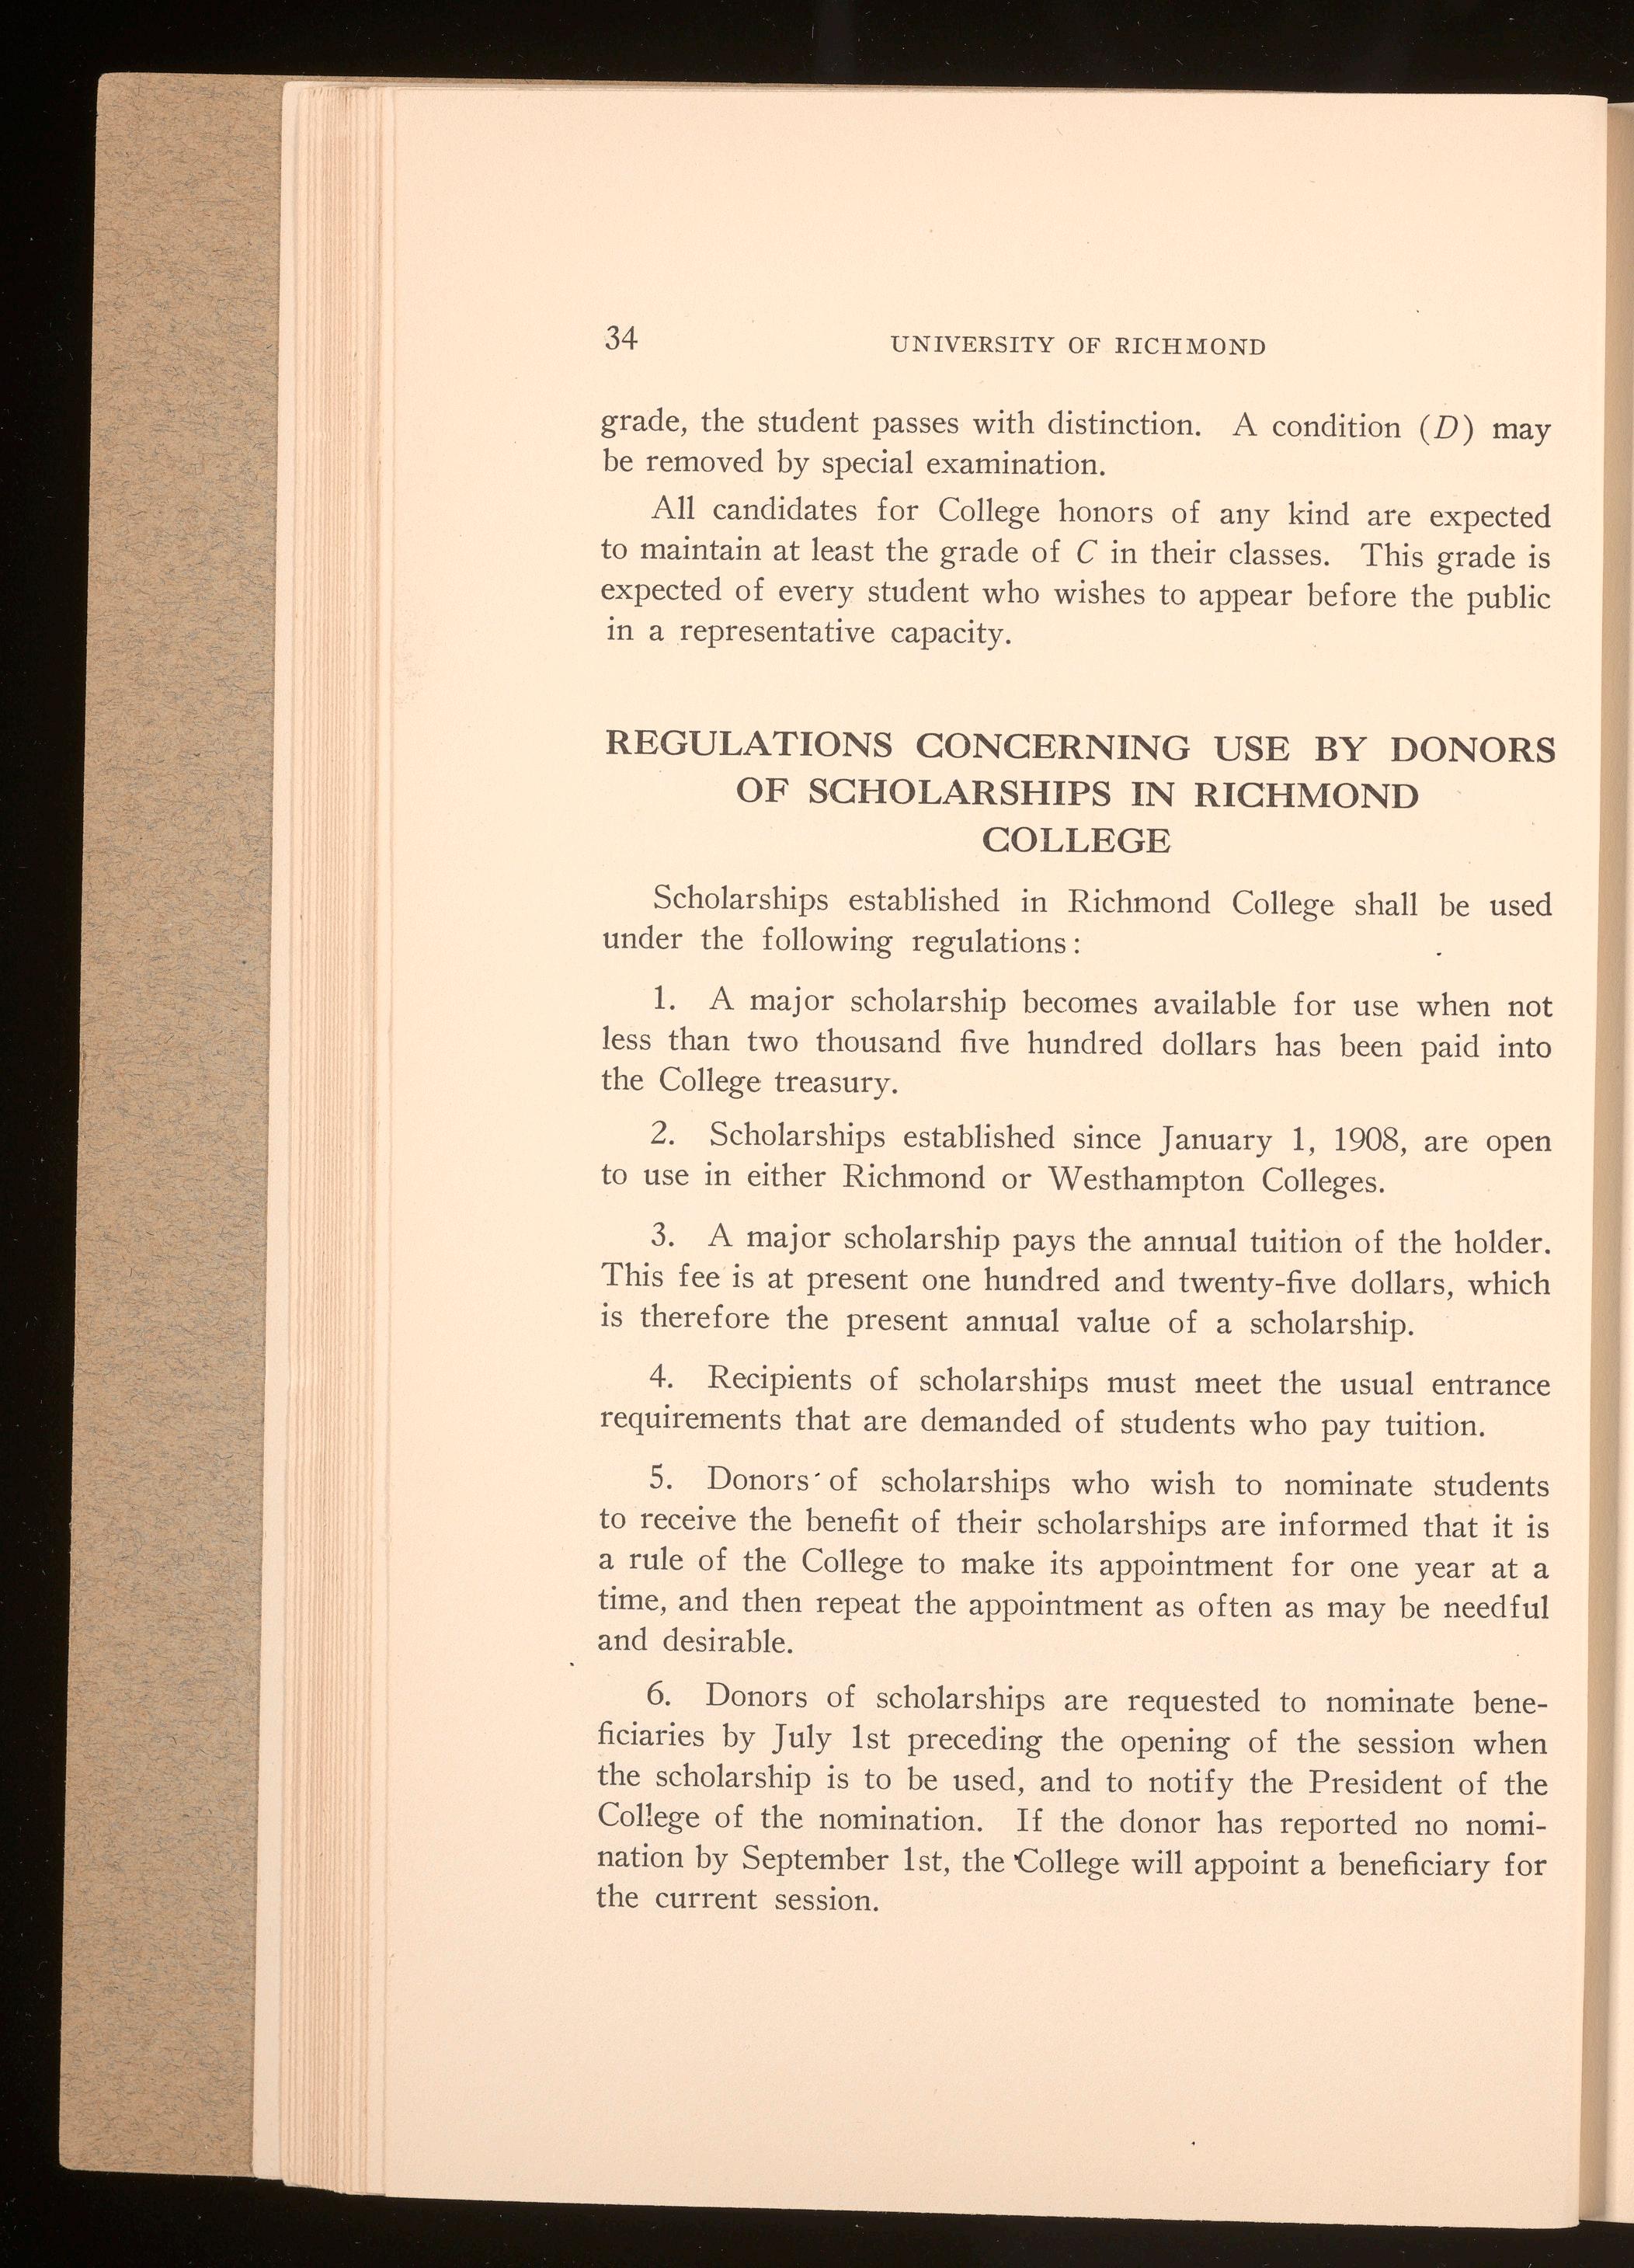 34 UNIVERSITY OF RICHMOND
grade, the student passes with distinction. A condition (D) may
be removed by special examination.
All candidates for College honors of any kind are expected
to maintain at least the grade of C in their classes. This grade is
expected of every student who wishes to appear before the public
in a representative capacity.
REGULATIONS CONCERNING USE BY DONORS
OF SCHOLARSHIPS IN RICHMOND
COLLEGE
Scholarships established in Richmond College shall be used
under the following regulations:
1. A major scholarship becomes available for use when not
less than two thousand five hundred dollars has been paid into
the College treasury.
2. Scholarships established since January 1, 1908, are open
to use in either Richmond or Westhampton Colleges.
3. A major scholarship pays the annual tuition of the holder.
This fee is at present one hundred and twenty-five dollars, which
is therefore the present annual value of a scholarship.
4. Recipients of scholarships must meet the usual entrance
requirements that are demanded of students who pay tuition.
5. Donors of scholarships who wish to nominate students
to receive the benefit of their scholarships are informed that it is
a rule of the College to make its appointment for one year at a
time, and then repeat the appointment as often as may be needful
and desirable.
6. Donors of scholarships are requested to nominate bene-
ficiaries by July 1st preceding the opening of the session when
the scholarship is to be used, and to notify the President of the
College of the nomination. If the donor has reported no nomi-
nation by September 1st, the College will appoint a beneficiary for
the current session.